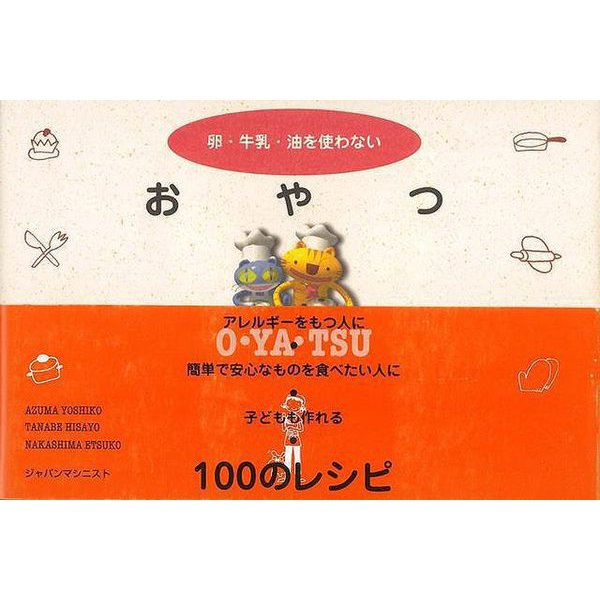 卵・牛乳・油を使わない
おやつ
アレルギーをもつ人に
O・YA・TSU
簡単で安心なものを食べたい人に
子どもも作れる
100のレシピ
AZUMA YOSHIKO
TANABE HISAYO
NAKASHIMA ETSUKO
ジャパンマシニスト